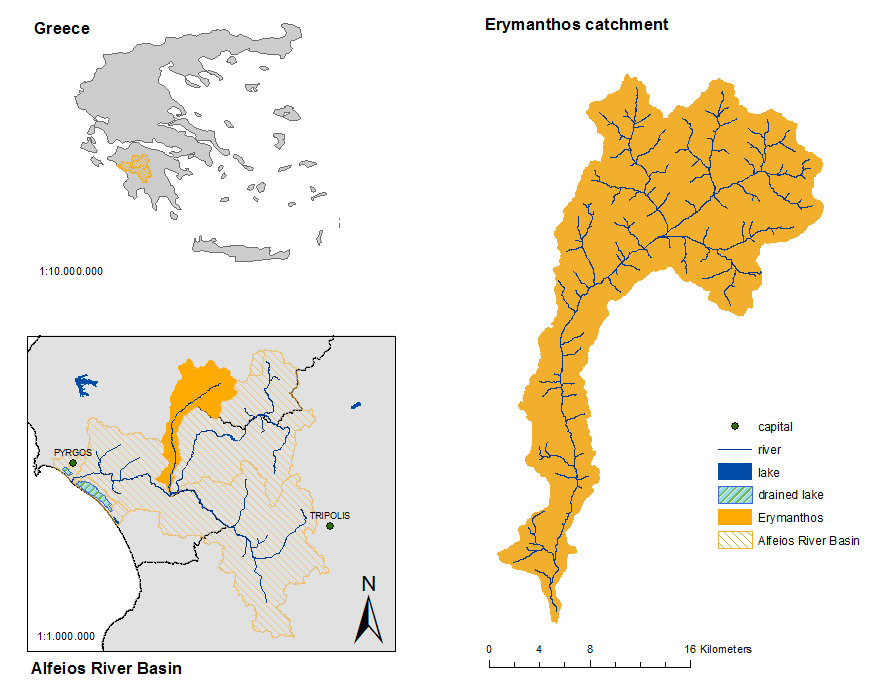 Greece
1:10.000.000
Erymanthos catchment
PYRGOS
TRIPOLIS
N
1:1.000.000
Alfeios River Basin
capital
river
lake
drained lake
Erymanthos
Alfeios River Basin
0 4 8 16 Kilometers